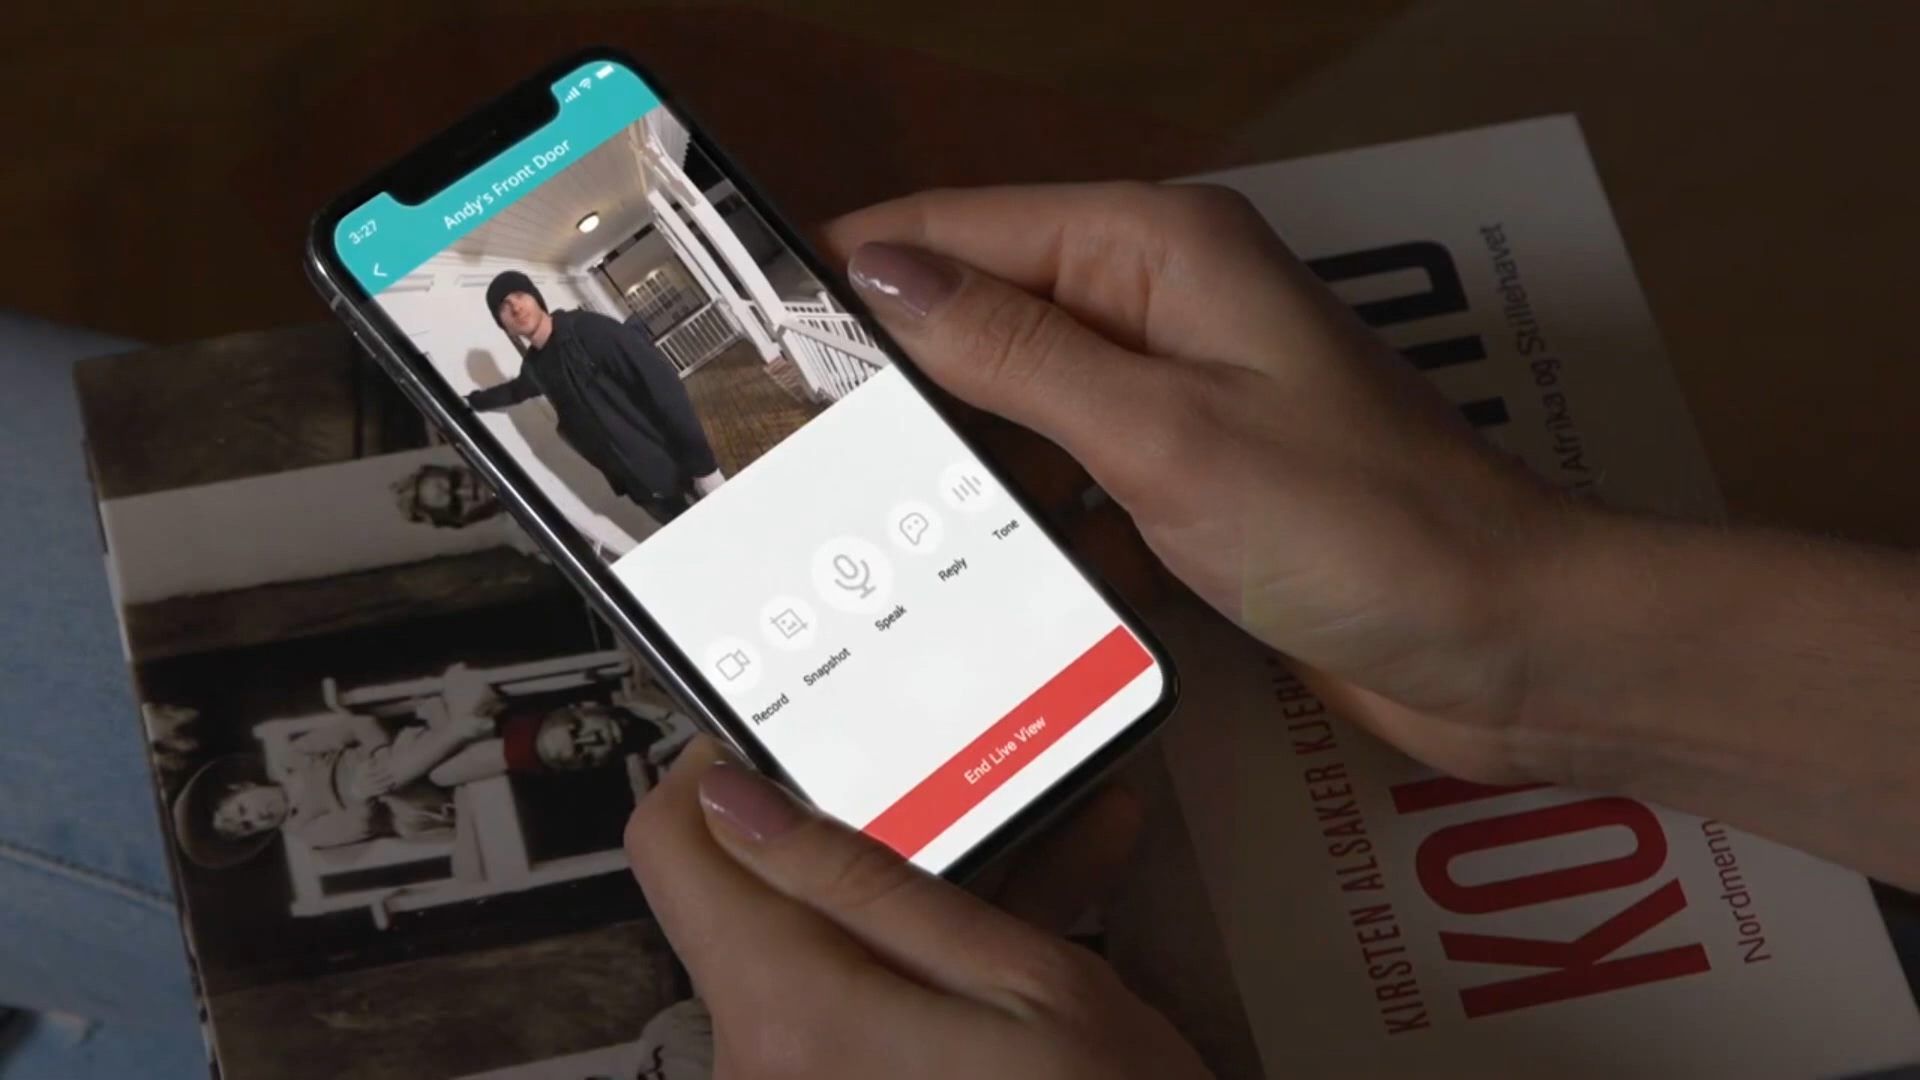 3:27
Andy's Front Door
Record
Snapshot
Speak
Reply
Tone
End Live View
KIRSTEN ALSAKER KJER
KO
Nordmenn
Afrika og Stillehavet